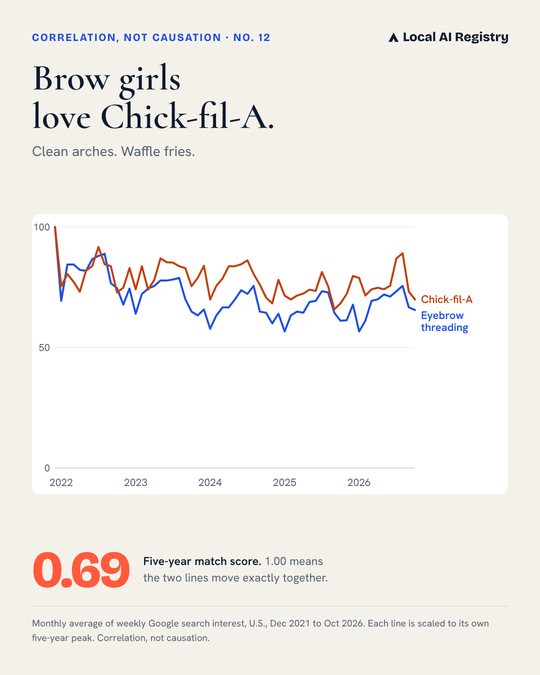 CORRELATION, NOT CAUSATION · NO. 12
Local AI Registry
Brow girls
love Chick-fil-A.
Clean arches. Waffle fries.
100
50
0
Chick-fil-A
Eyebrow
threading
2022 2023 2024 2025 2026
0.69
Five-year match score. 1.00 means
the two lines move exactly together.
Monthly average of weekly Google search interest, U.S., Dec 2021 to Oct 2026. Each line is scaled to its own
five-year peak. Correlation, not causation.